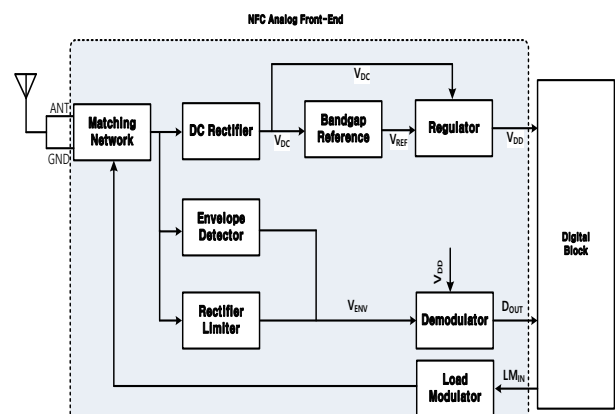 NFC Analog Front-End
ANT
GND
Matching
Network
DC Rectifier
VDC
Bandgap
Reference
VREF
VDC
Regulator
VDD
Envelope
Detector
Rectifier
Limiter
VENV
VDD
Demodulator
DOUT
Load
Modulator
LMIN
Digital
Block